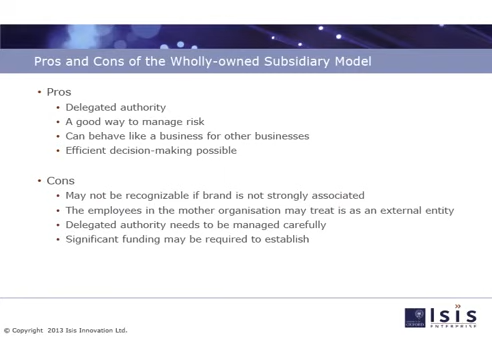 Pros and Cons of the Wholly-owned Subsidiary Model
• Pros
• Delegated authority
• A good way to manage risk
• Can behave like a business for other businesses
• Efficient decision-making possible
• Cons
• May not be recognizable if brand is not strongly associated
• The employees in the mother organisation may treat is as an external entity
• Delegated authority needs to be managed carefully
• Significant funding may be required to establish
Isis
ENTERPRISE
© Copyright 2013 Isis Innovation Ltd.